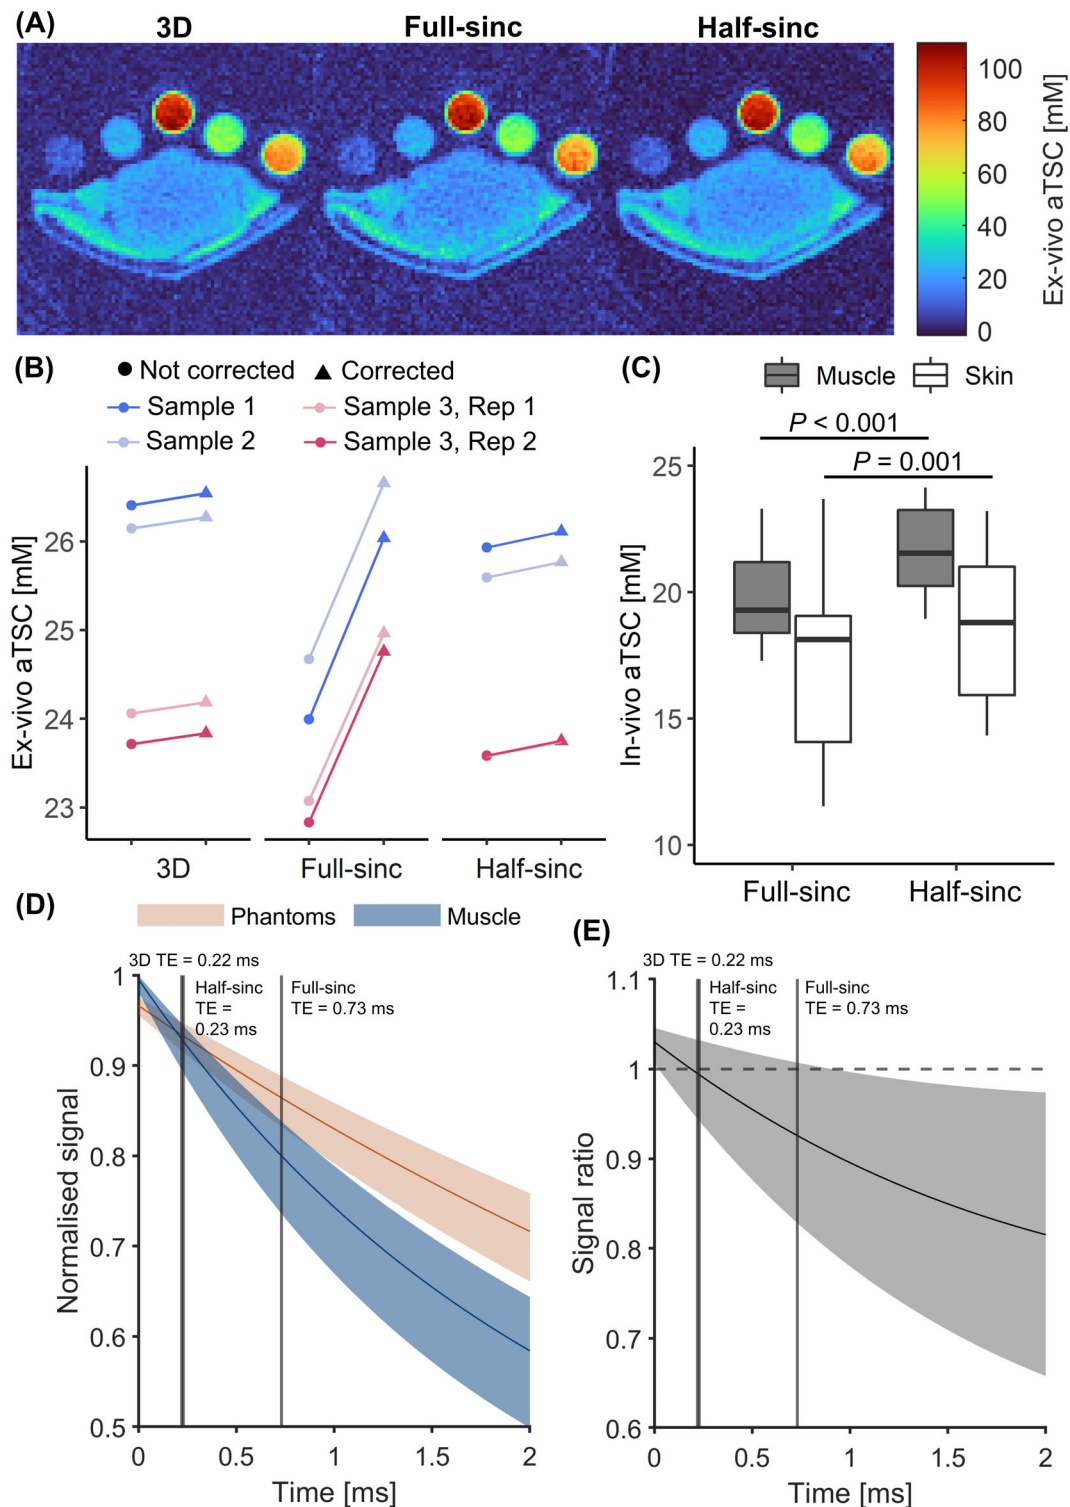 (A)
3D
Full-sinc
Half-sinc
100
80
60
40
20
0
Ex-vivo aTSC [mM]
(B)
Not corrected
Corrected
Sample 1
Sample 3, Rep 1
Sample 2
Sample 3, Rep 2
26
25
24
23
Ex-vivo aTSC [mM]
3D
Full-sinc
Half-sinc
(C)
Muscle
Skin
P < 0.001
P = 0.001
25
20
15
10
In-vivo aTSC [mM]
Full-sinc
Half-sinc
(D)
Phantoms
Muscle
3D TE = 0.22 ms
Half-sinc
TE =
0.23 ms
Full-sinc
TE = 0.73 ms
1
0.9
0.8
0.7
0.6
0.5
Normalised signal
0
0.5
1
1.5
2
Time [ms]
(E)
3D TE = 0.22 ms
Half-sinc
TE =
0.23 ms
Full-sinc
TE = 0.73 ms
1.1
1
0.9
0.8
0.7
0.6
Signal ratio
0
0.5
1
1.5
2
Time [ms]